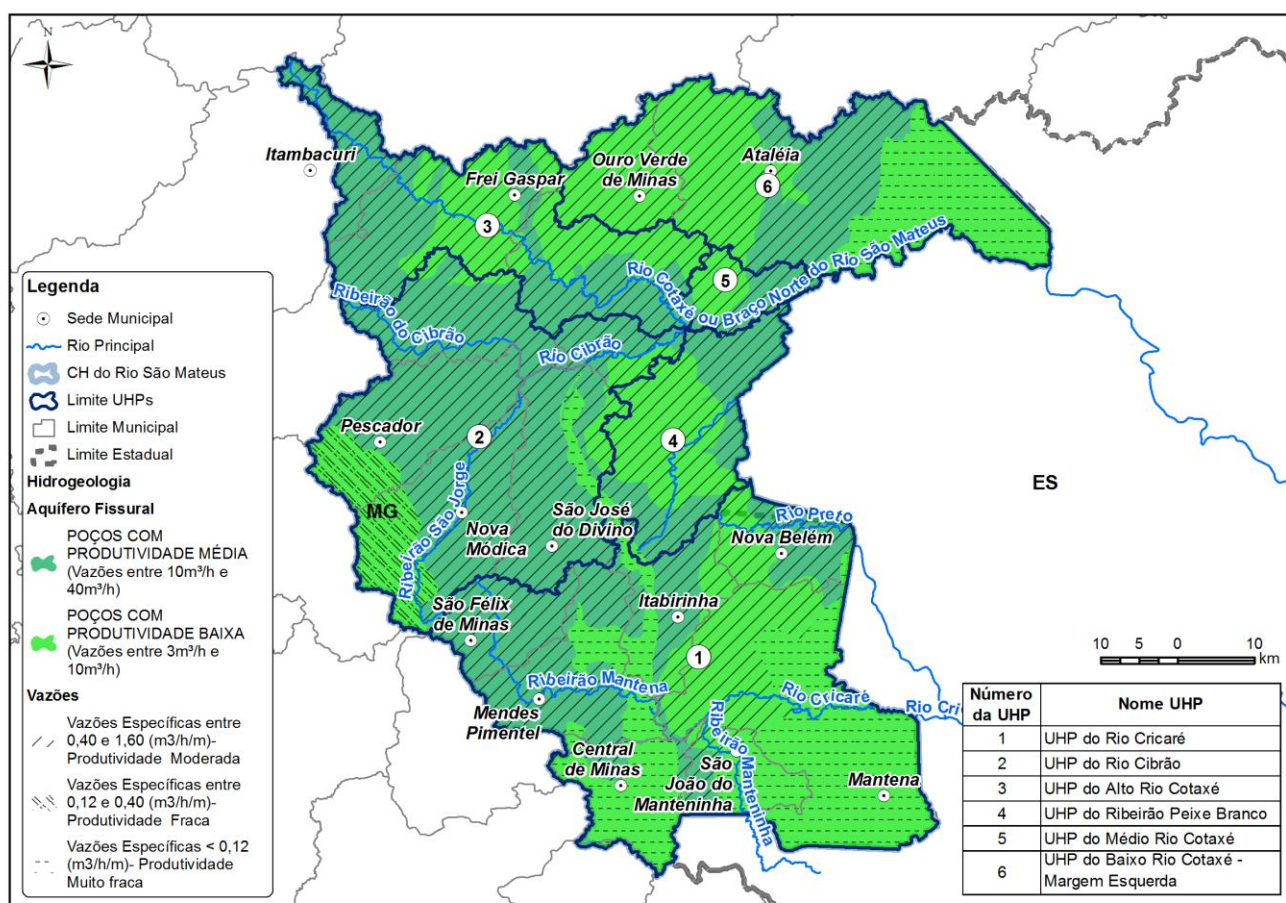 N
Itambacuri
Frei Gaspar
Ouro Verde
de Minas
Ataléia
6
3
5
Rio Cotaxé ou Braço Norte do Rio São Mateus
Ribeirão do Cibrão
Rio Cibrão
Pescador
2
4
MG
ES
Ribeirão São Jorge
Nova
Módica
São José
do Divino
Rio Preto
Nova Belém
São Félix
de Minas
Itabirinha
1
Ribeirão Mantena
Rio Cricaré
Rio Cri
Mendes
Pimentel
Ribeirão Manteninha
Central
de Minas
São
João do
Manteninha
Mantena
Legenda
Sede Municipal
Rio Principal
CH do Rio São Mateus
Limite UHPs
Limite Municipal
Limite Estadual
Hidrogeologia
Aquífero Fissural
POÇOS COM
PRODUTIVIDADE MÉDIA
(Vazões entre 10m³/h e
40m³/h)
POÇOS COM
PRODUTIVIDADE BAIXA
(Vazões entre 3m³/h e
10m³/h)
Vazões
Vazões Específicas entre
0,40 e 1,60 (m3/h/m)-
Produtividade Moderada
Vazões Específicas entre
0,12 e 0,40 (m3/h/m)-
Produtividade Fraca
Vazões Específicas < 0,12
(m3/h/m)- Produtividade
Muito fraca
10 5 0 10
km
Número da UHP Nome UHP
1 UHP do Rio Cricaré
2 UHP do Rio Cibrão
3 UHP do Alto Rio Cotaxé
4 UHP do Ribeirão Peixe Branco
5 UHP do Médio Rio Cotaxé
6 UHP do Baixo Rio Cotaxé -
Margem Esquerda